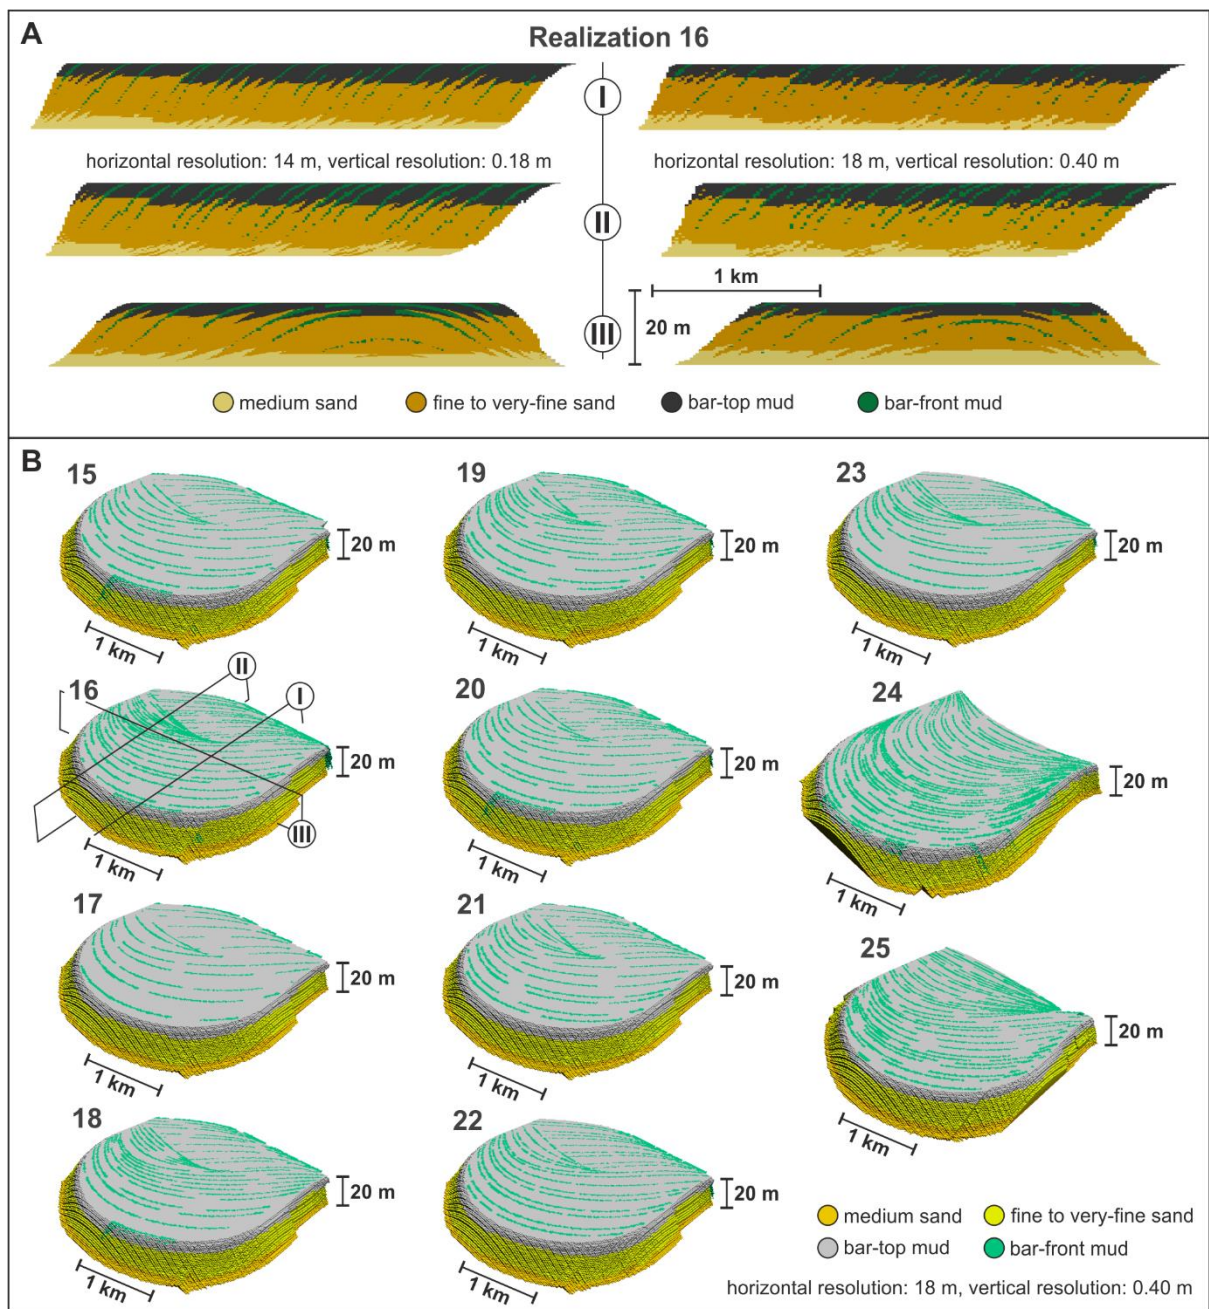 A
Realization 16
I
horizontal resolution: 14 m, vertical resolution: 0.18 m
horizontal resolution: 18 m, vertical resolution: 0.40 m
II
1 km
20 m
III
medium sand
fine to very-fine sand
bar-top mud
bar-front mud
B
15
20 m
1 km
19
20 m
1 km
23
20 m
1 km
16
II
I
20 m
III
1 km
20
20 m
1 km
24
20 m
1 km
17
20 m
1 km
21
20 m
1 km
25
20 m
1 km
18
20 m
1 km
22
20 m
1 km
medium sand
fine to very-fine sand
bar-top mud
bar-front mud
horizontal resolution: 18 m, vertical resolution: 0.40 m